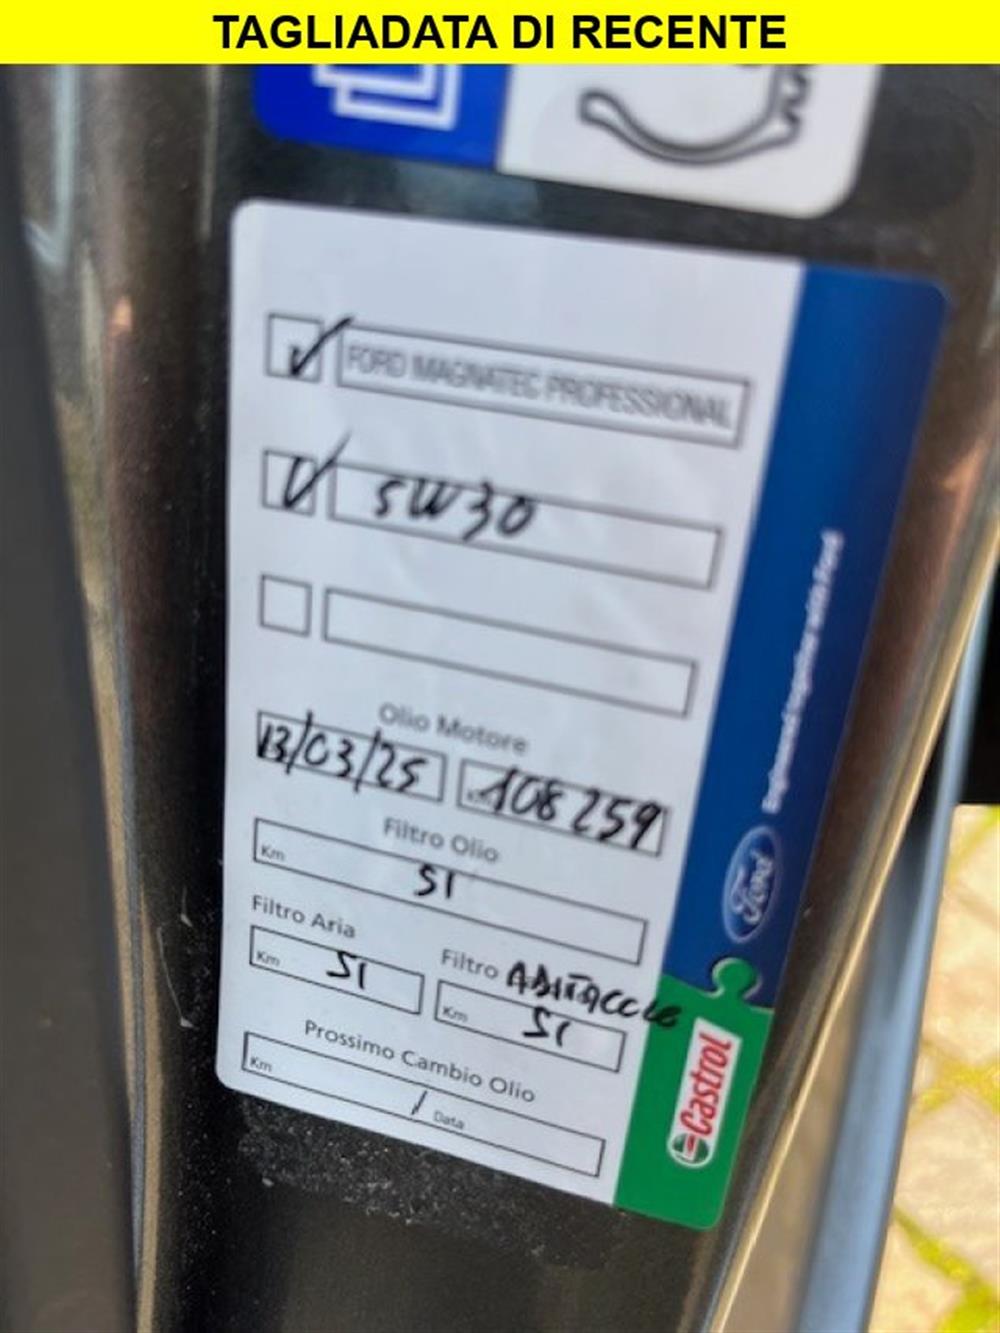 TAGLIADATA DI RECENTE
FORD MAGNATEC PROFESSIONAL
5W30
Olio Motore
13/03/25 Km 108259
Filtro Olio
Km SI
Filtro Aria Filtro ABITACOLO
Km SI Km SI
Prossimo Cambio Olio
Km / Data
Ford
Castrol